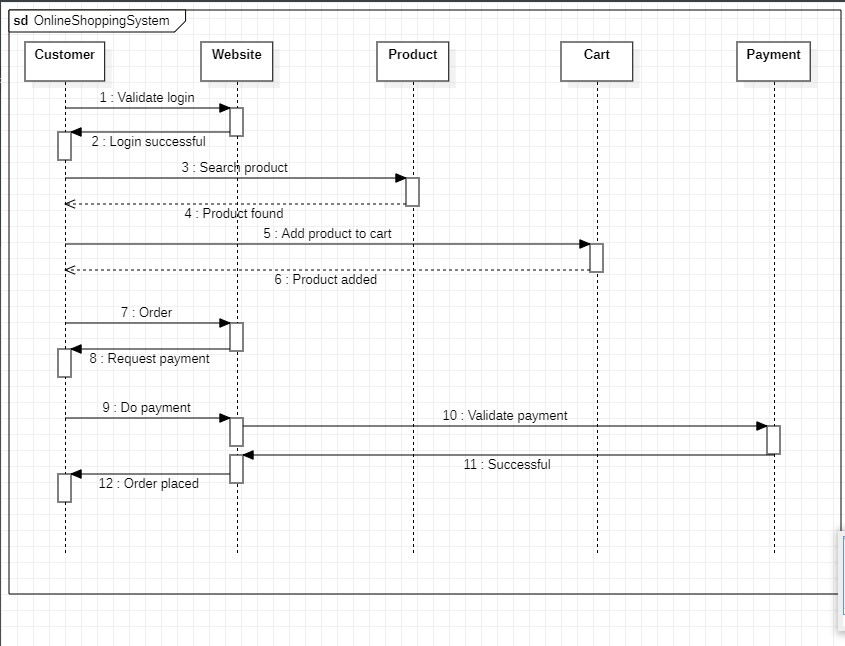 sd OnlineShoppingSystem
Customer
Website
Product
Cart
Payment
1 : Validate login
2 : Login successful
3 : Search product
4 : Product found
5 : Add product to cart
6 : Product added
7 : Order
8 : Request payment
9 : Do payment
10 : Validate payment
11 : Successful
12 : Order placed